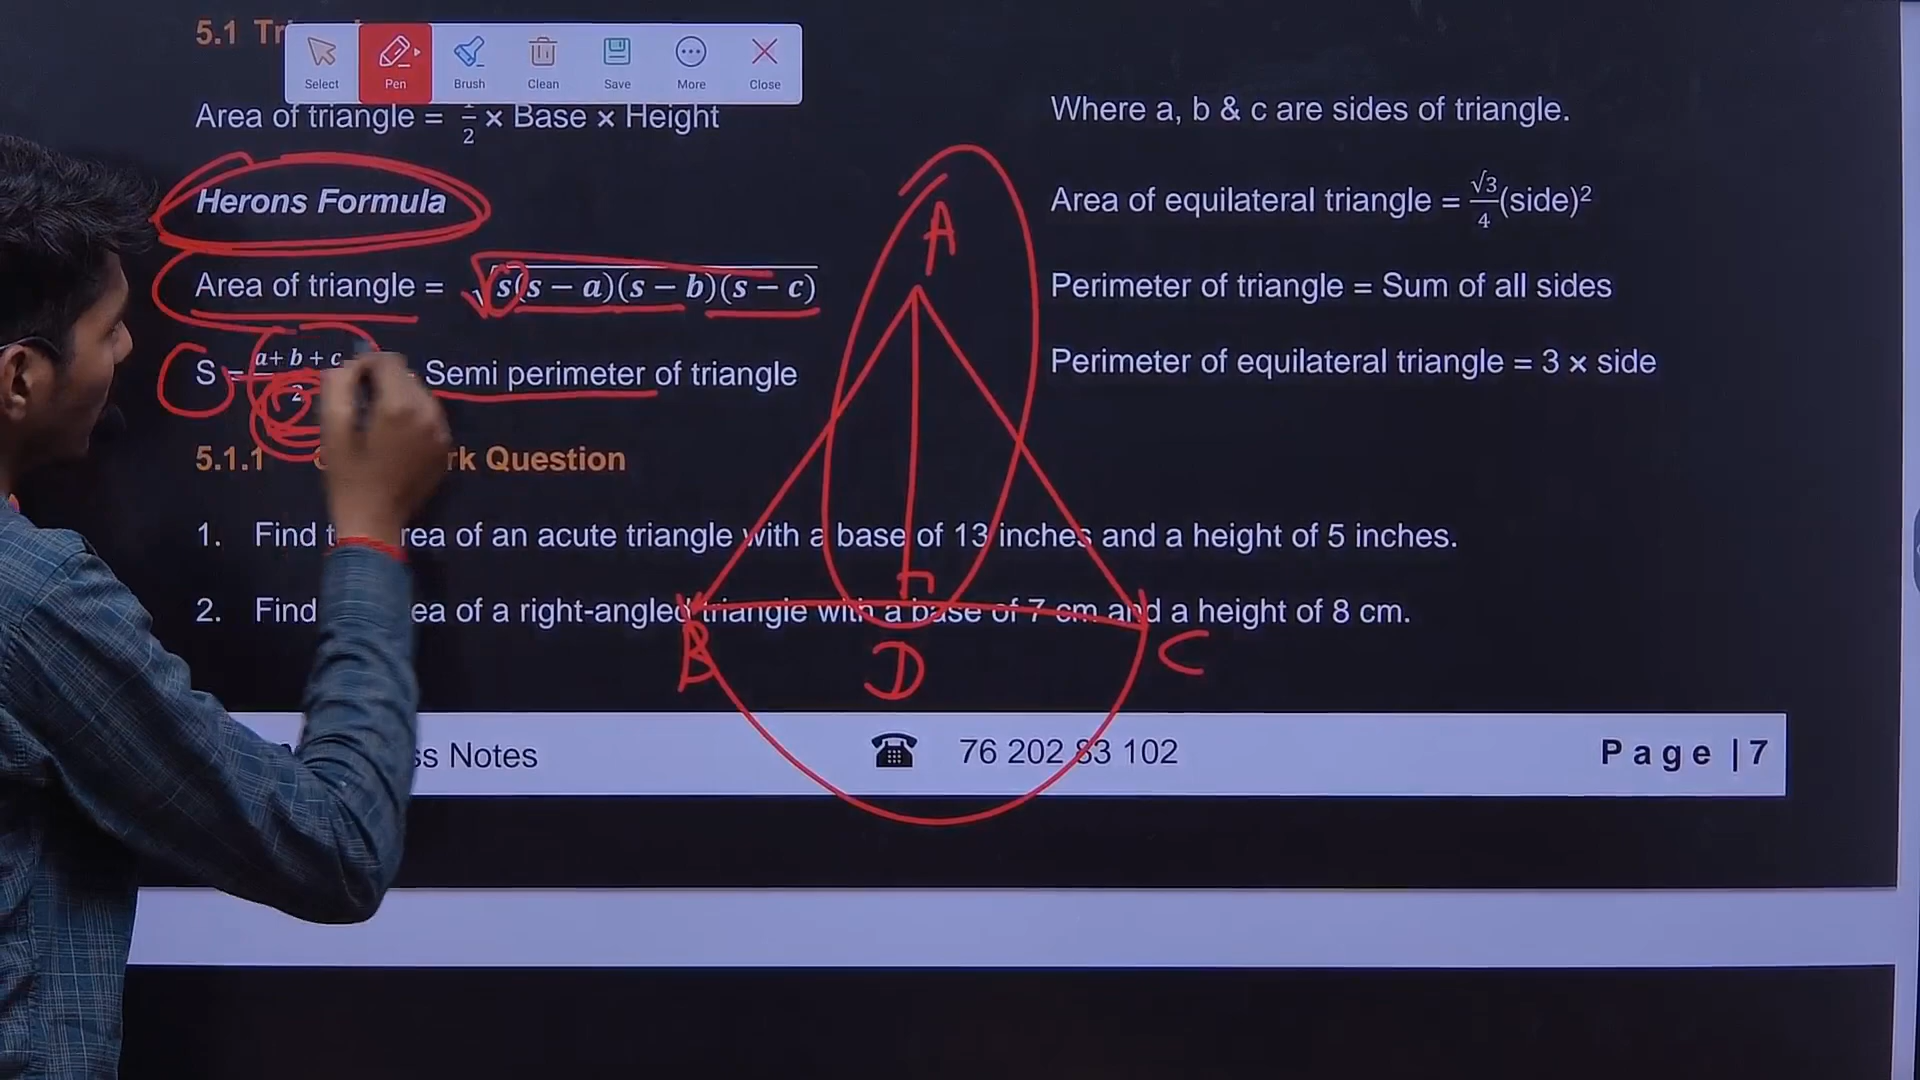 5.1 Tr
Select Pen Brush Clean Save More Close
Area of triangle = 1/2 × Base × Height
Herons Formula
Area of triangle = √s(s − a)(s − b)(s − c)
S = a+ b + c / 2 = Semi perimeter of triangle
Where a, b & c are sides of triangle.
Area of equilateral triangle = √3/4 (side)²
Perimeter of triangle = Sum of all sides
Perimeter of equilateral triangle = 3 × side
A
5.1.1 rk Question
1. Find t rea of an acute triangle with a base of 13 inches and a height of 5 inches.
2. Find ea of a right-angled triangle with a base of 7 cm and a height of 8 cm.
B D C
ss Notes 76 202 83 102 Page |7